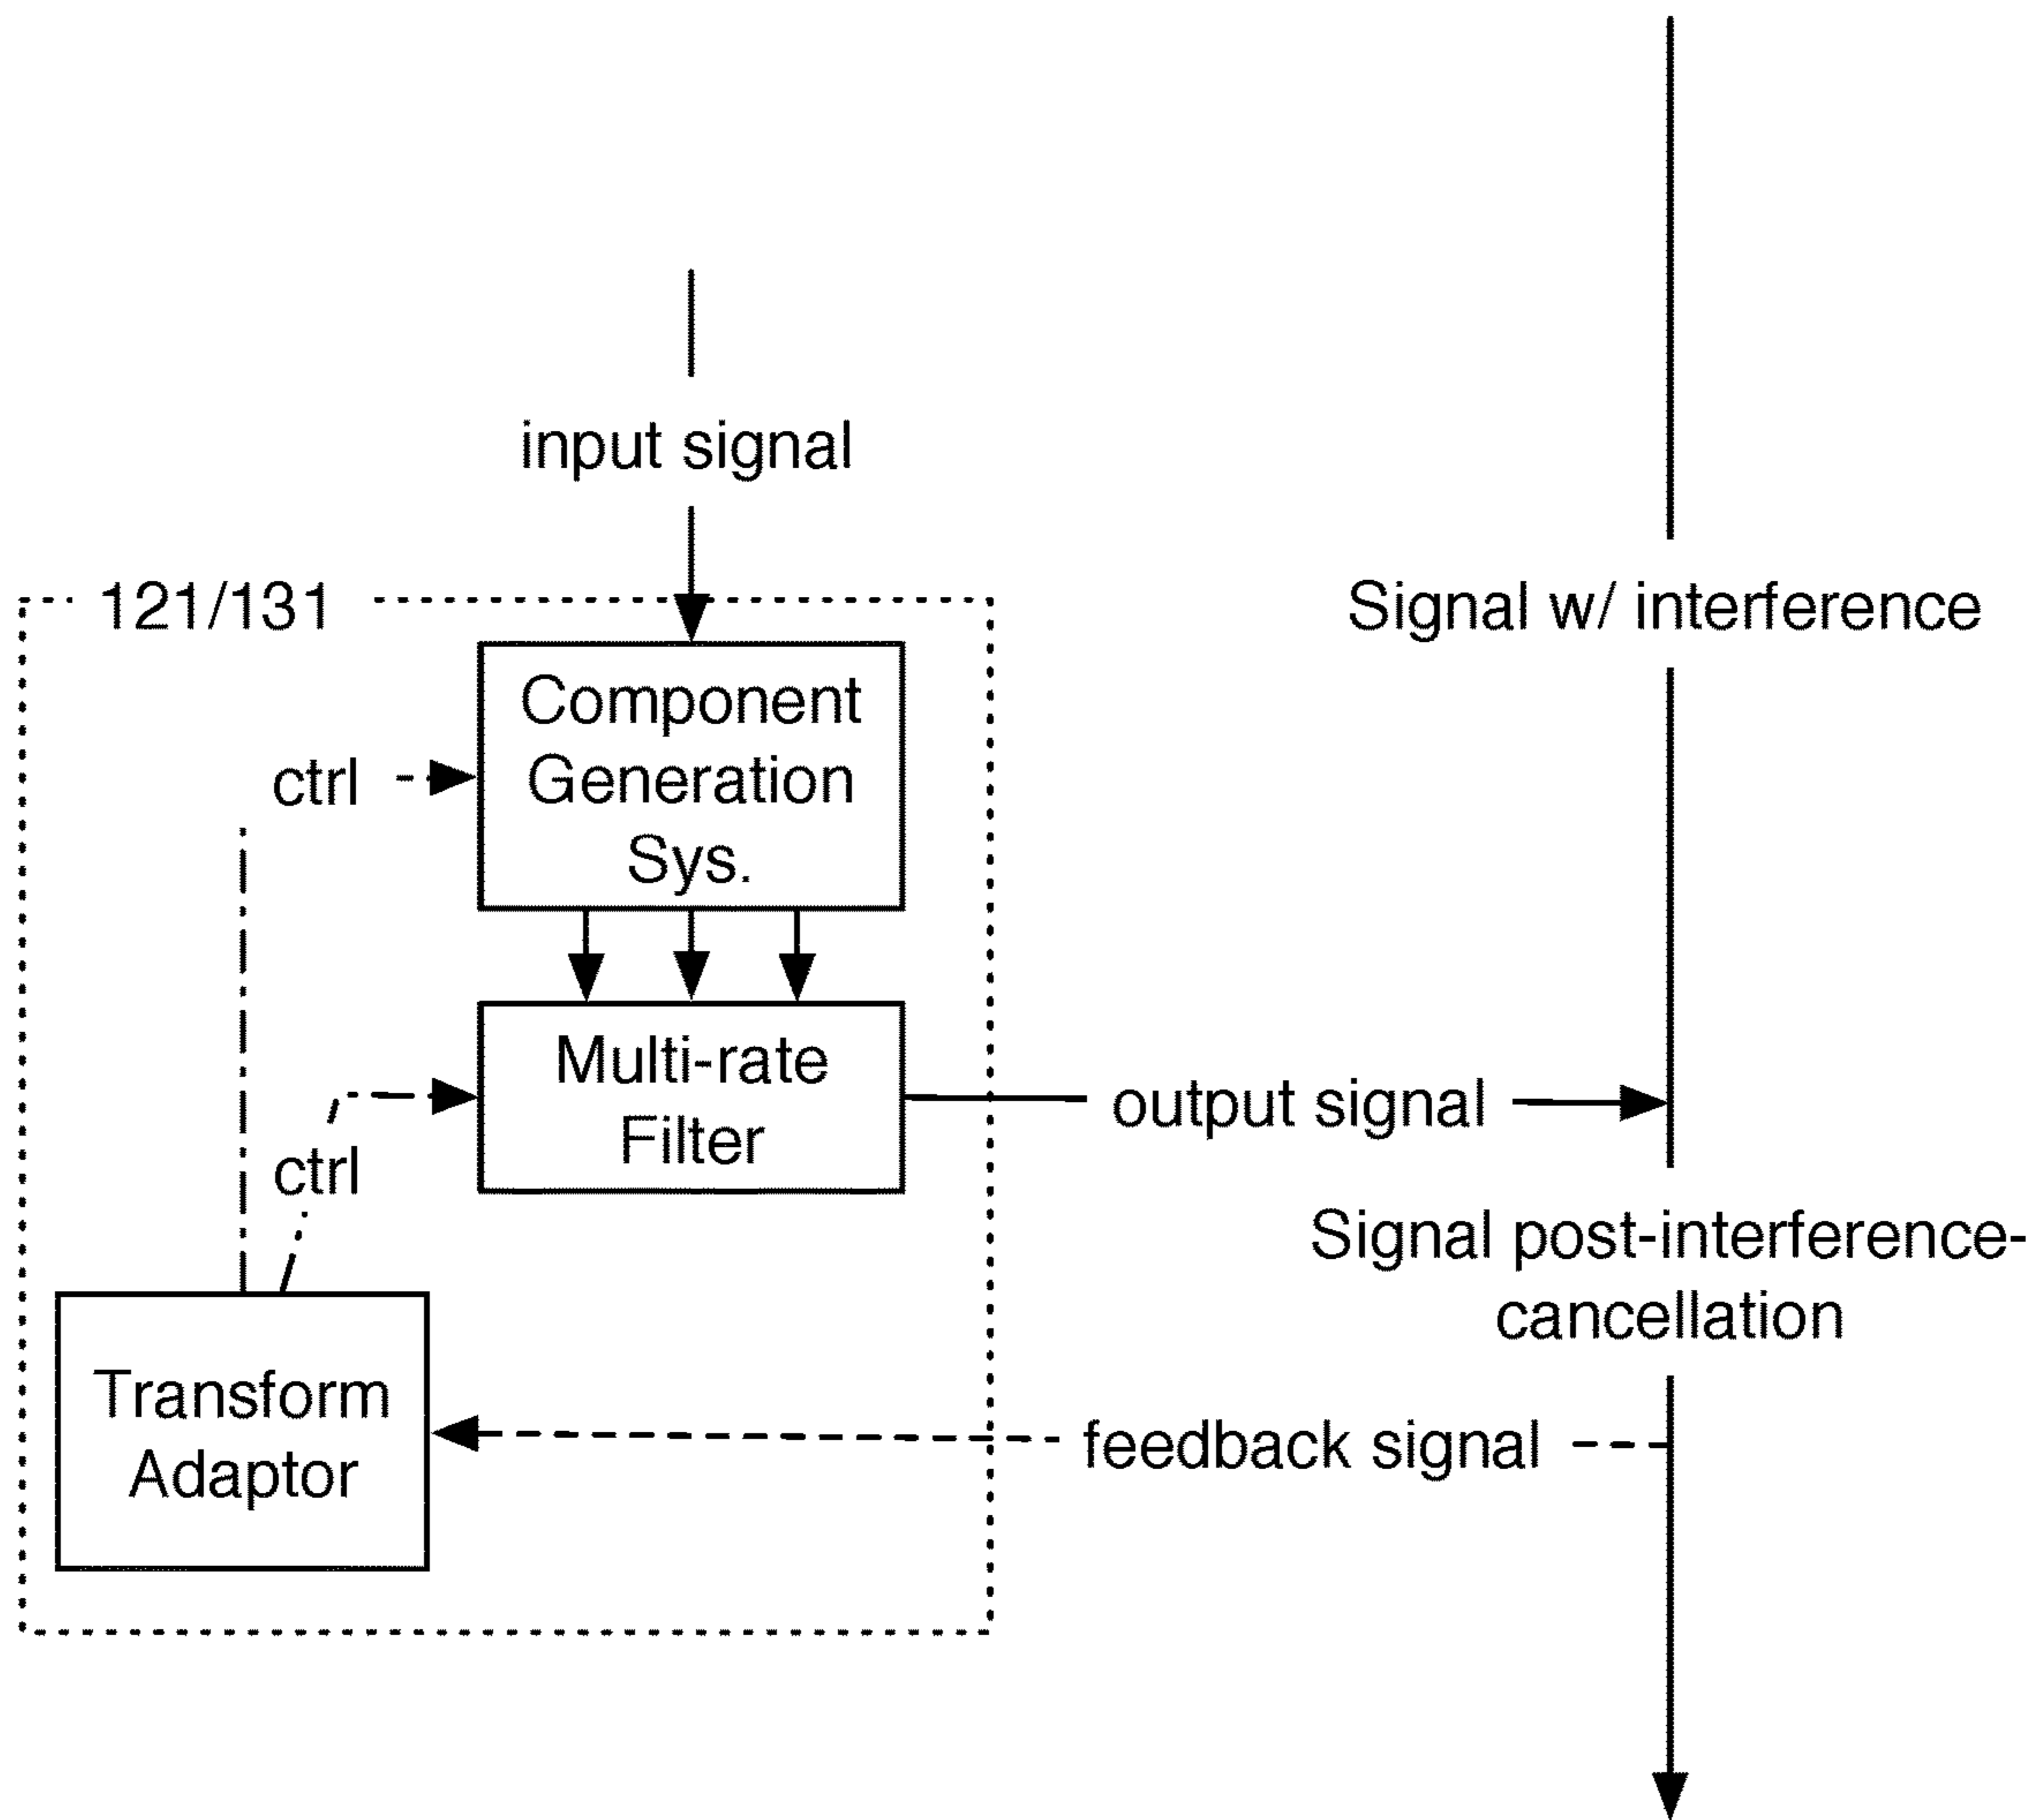 input signal
121/131
Signal w/ interference
Component
Generation
Sys.
ctrl
Multi-rate
Filter
output signal
ctrl
Signal post-interference-
cancellation
Transform
Adaptor
feedback signal